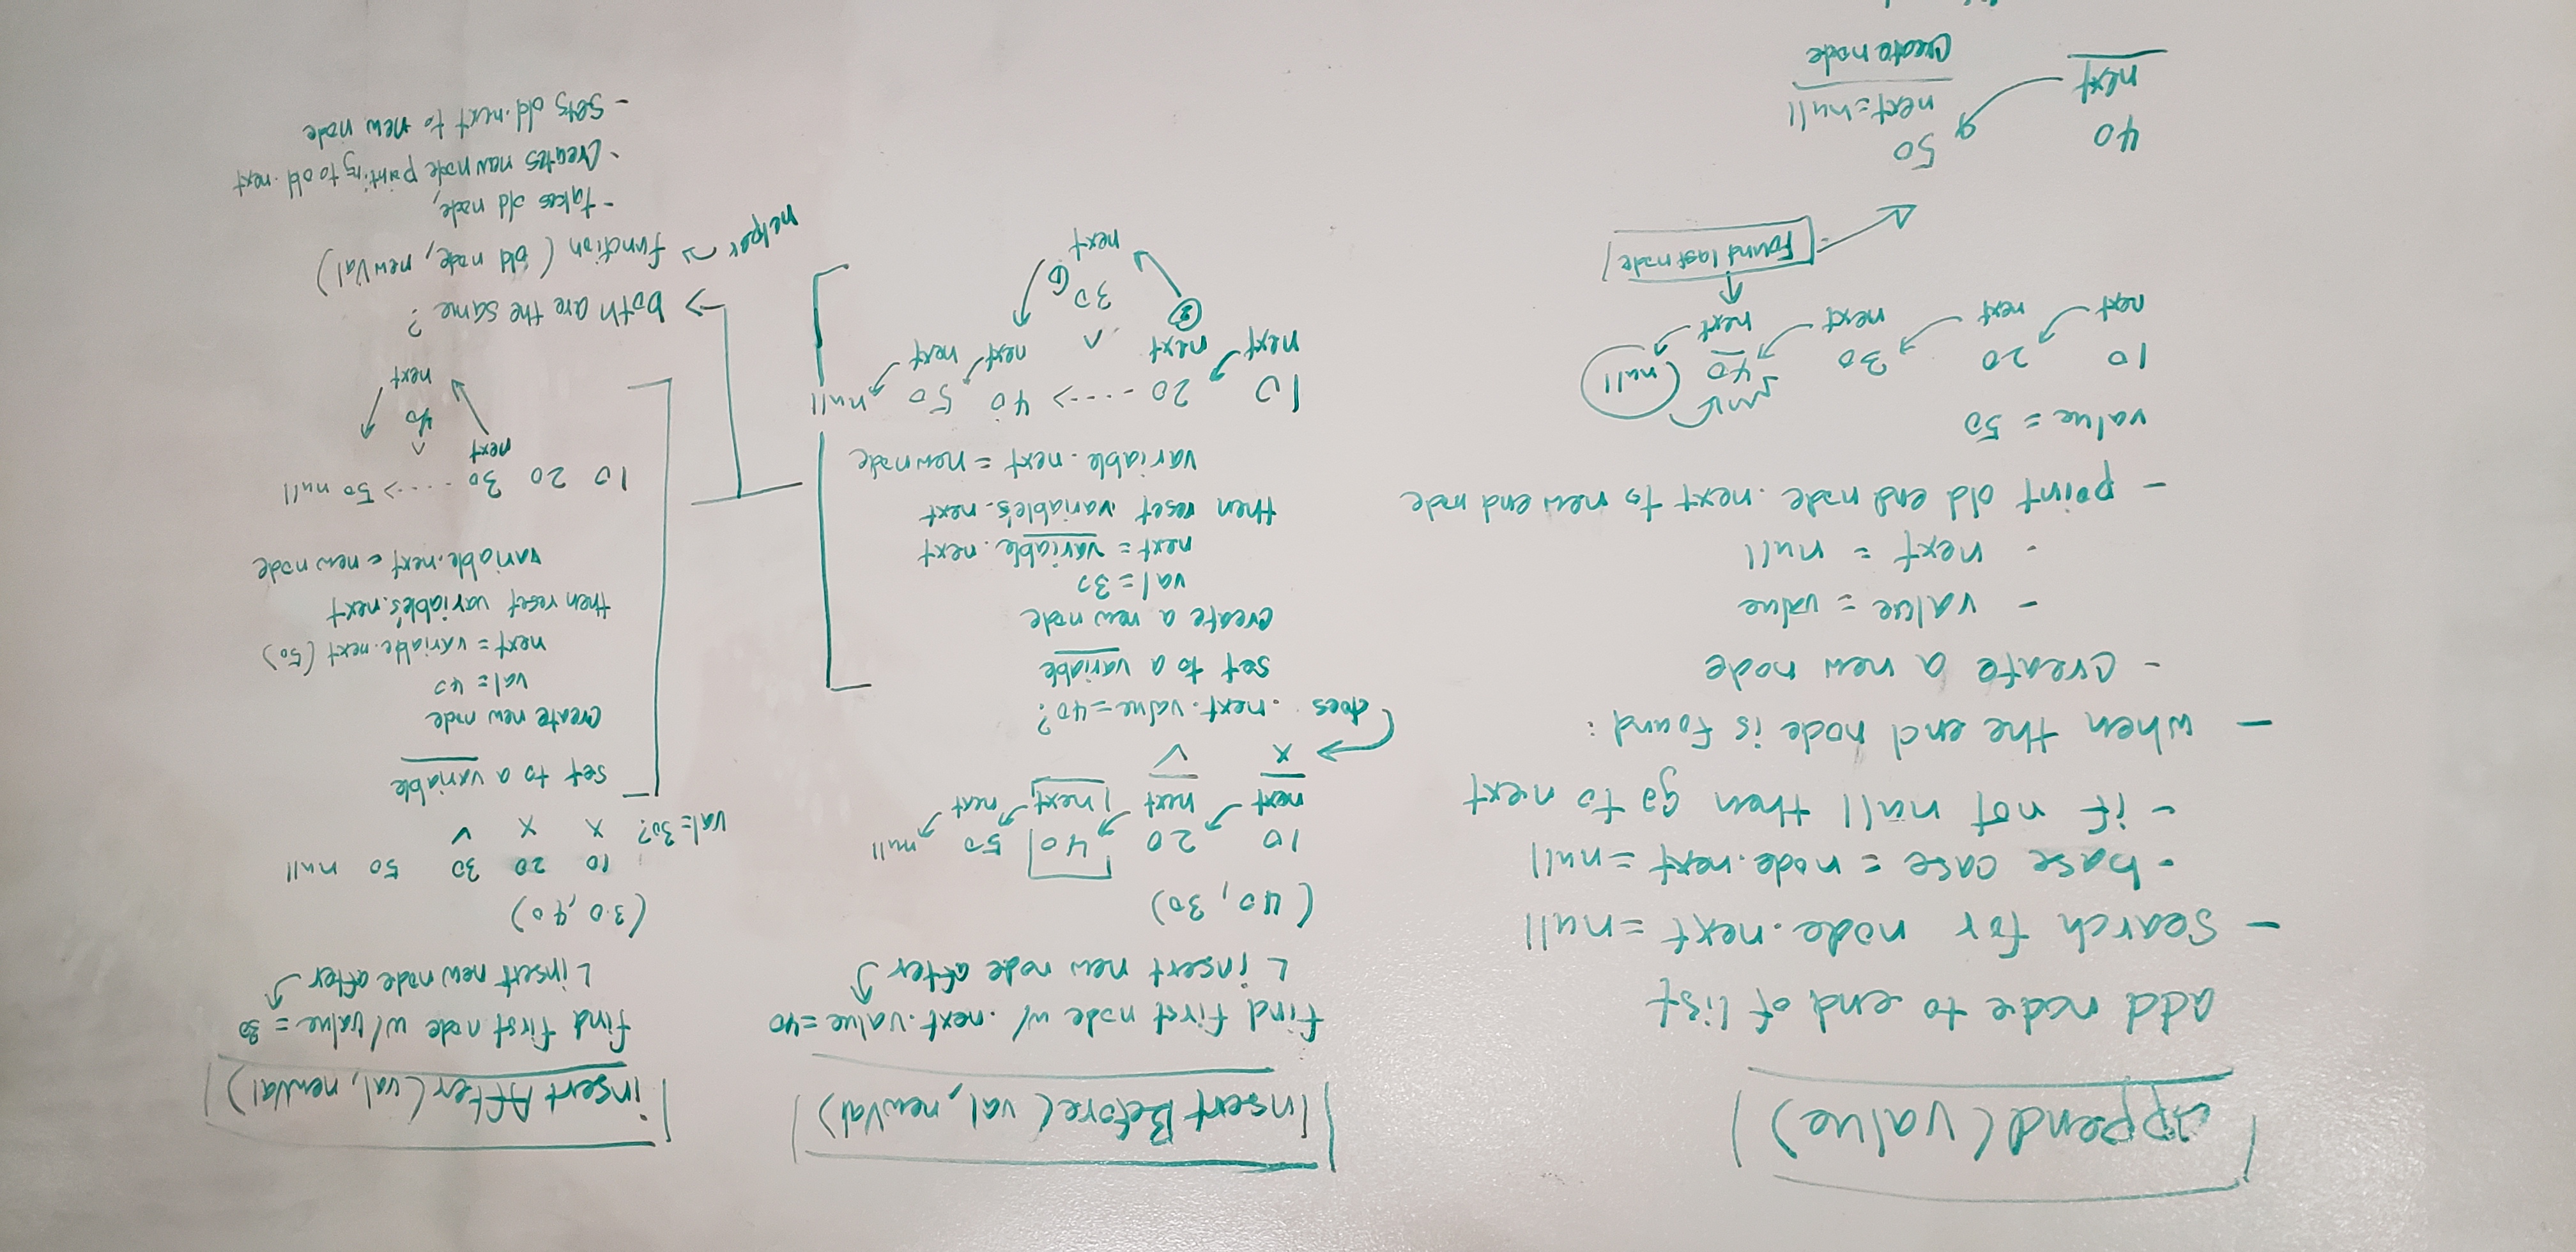 append(value)
add node to end of list
- search for node.next = null
- base case = node.next = null
- if not null then go to next
- when the end node is found:
- create a new node
- value = value
- next = null
- point old end node .next to new end node
value = 50
10 20 30 40 null
next next next next
Found last node
40 50
next next = null
create node
Insert Before( val, newVal)
find first node w/ .next.value = 40
insert new node after
(40, 30)
10 20 40 50 null
next next next next
x ✓
does .next.value = 40?
set to a variable
create a new node
val = 30
next = variable.next
then reset variable's.next
variable.next = newnode
10 20 ----> 40 50 null
next next next next
2 ^
30 1
next
insert After(val, newVal)
find first node w/ value = 30
insert new node after
(30, 40)
10 20 30 50 null
val = 30? x x ✓
set to a variable
create new node
val = 40
next = variable.next (50)
then reset variable's.next
variable.next = new node
10 20 30 ----> 50 null
next ^
40
next
both are the same?
helper function ( old node, newVal)
- takes old node,
- Creates new node pointing to old.next
- sets old.next to new node